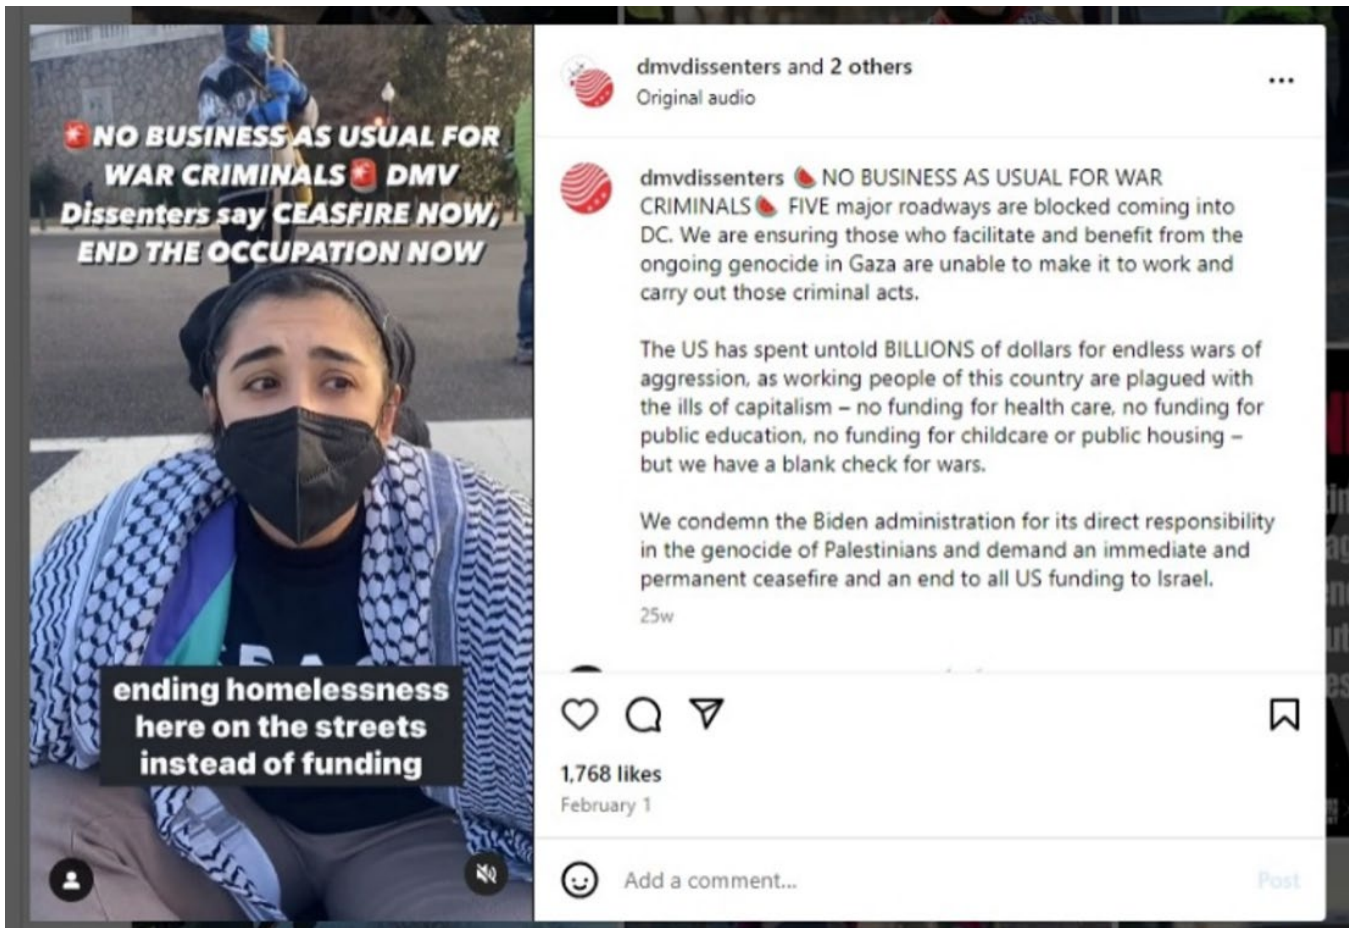 🚨NO BUSINESS AS USUAL FOR
WAR CRIMINALS🚨 DMV
Dissenters say CEASFIRE NOW,
END THE OCCUPATION NOW
ending homelessness
here on the streets
instead of funding
dmvdissenters and 2 others
Original audio
dmvdissenters 🍉 NO BUSINESS AS USUAL FOR WAR
CRIMINALS🍉 FIVE major roadways are blocked coming into
DC. We are ensuring those who facilitate and benefit from the
ongoing genocide in Gaza are unable to make it to work and
carry out those criminal acts.
The US has spent untold BILLIONS of dollars for endless wars of
aggression, as working people of this country are plagued with
the ills of capitalism – no funding for health care, no funding for
public education, no funding for childcare or public housing –
but we have a blank check for wars.
We condemn the Biden administration for its direct responsibility
in the genocide of Palestinians and demand an immediate and
permanent ceasefire and an end to all US funding to Israel.
25w
1,768 likes
February 1
Add a comment...
Post